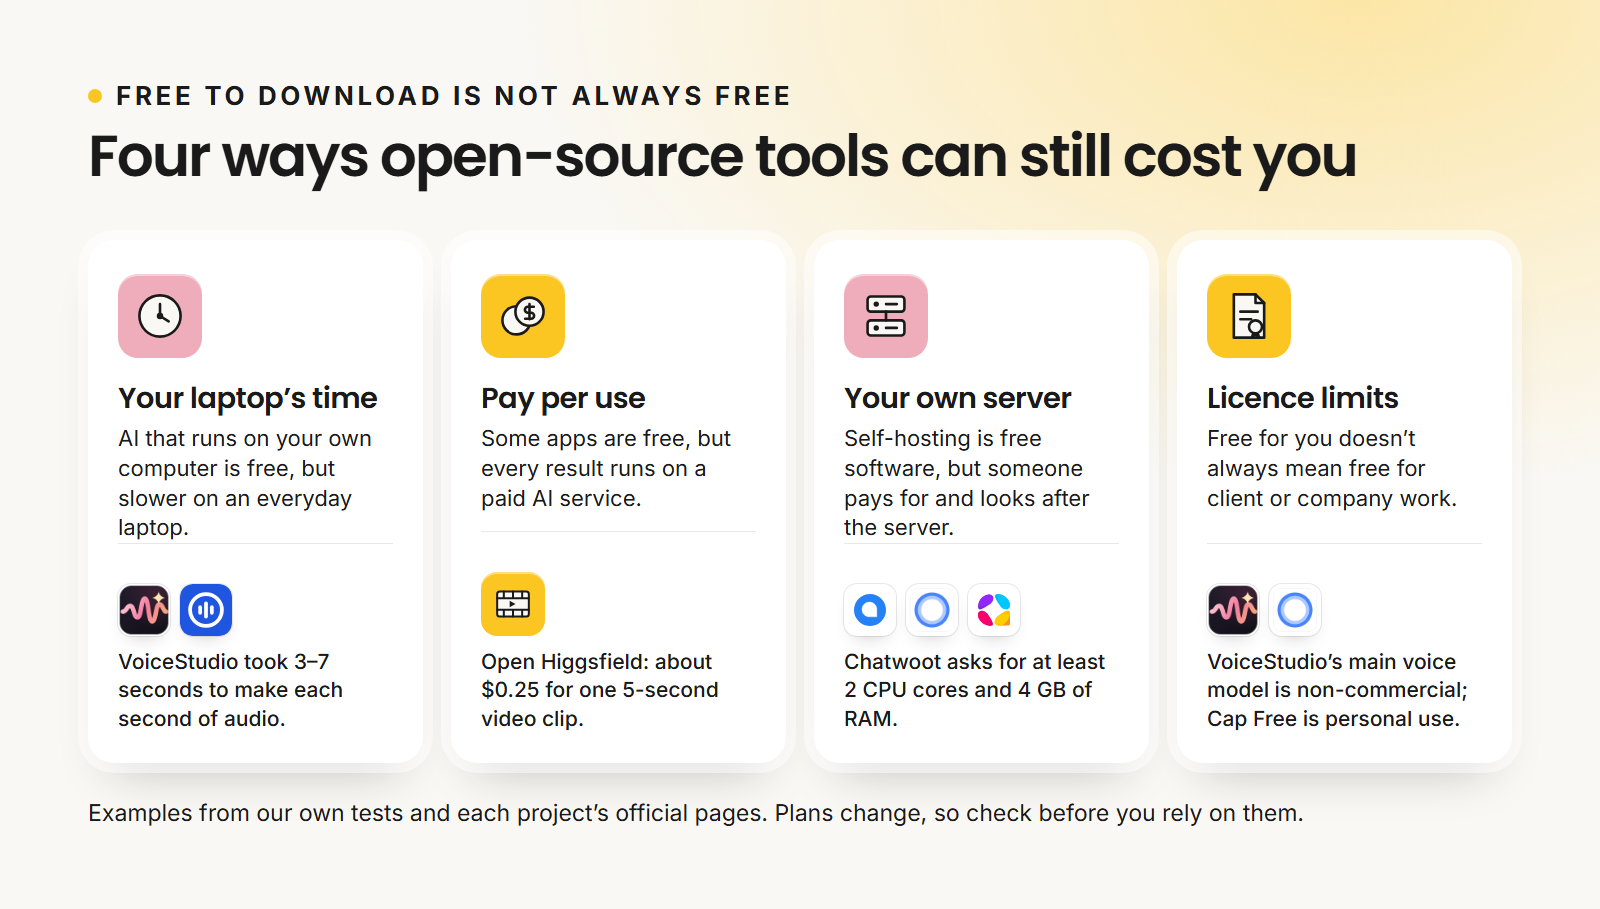 FREE TO DOWNLOAD IS NOT ALWAYS FREE
Four ways open-source tools can still cost you
Your laptop’s time
AI that runs on your own
computer is free, but
slower on an everyday
laptop.
VoiceStudio took 3–7
seconds to make each
second of audio.
Pay per use
Some apps are free, but
every result runs on a
paid AI service.
Open Higgsfield: about
$0.25 for one 5-second
video clip.
Your own server
Self-hosting is free
software, but someone
pays for and looks after
the server.
Chatwoot asks for at least
2 CPU cores and 4 GB of
RAM.
Licence limits
Free for you doesn’t
always mean free for
client or company work.
VoiceStudio’s main voice
model is non-commercial;
Cap Free is personal use.
Examples from our own tests and each project’s official pages. Plans change, so check before you rely on them.